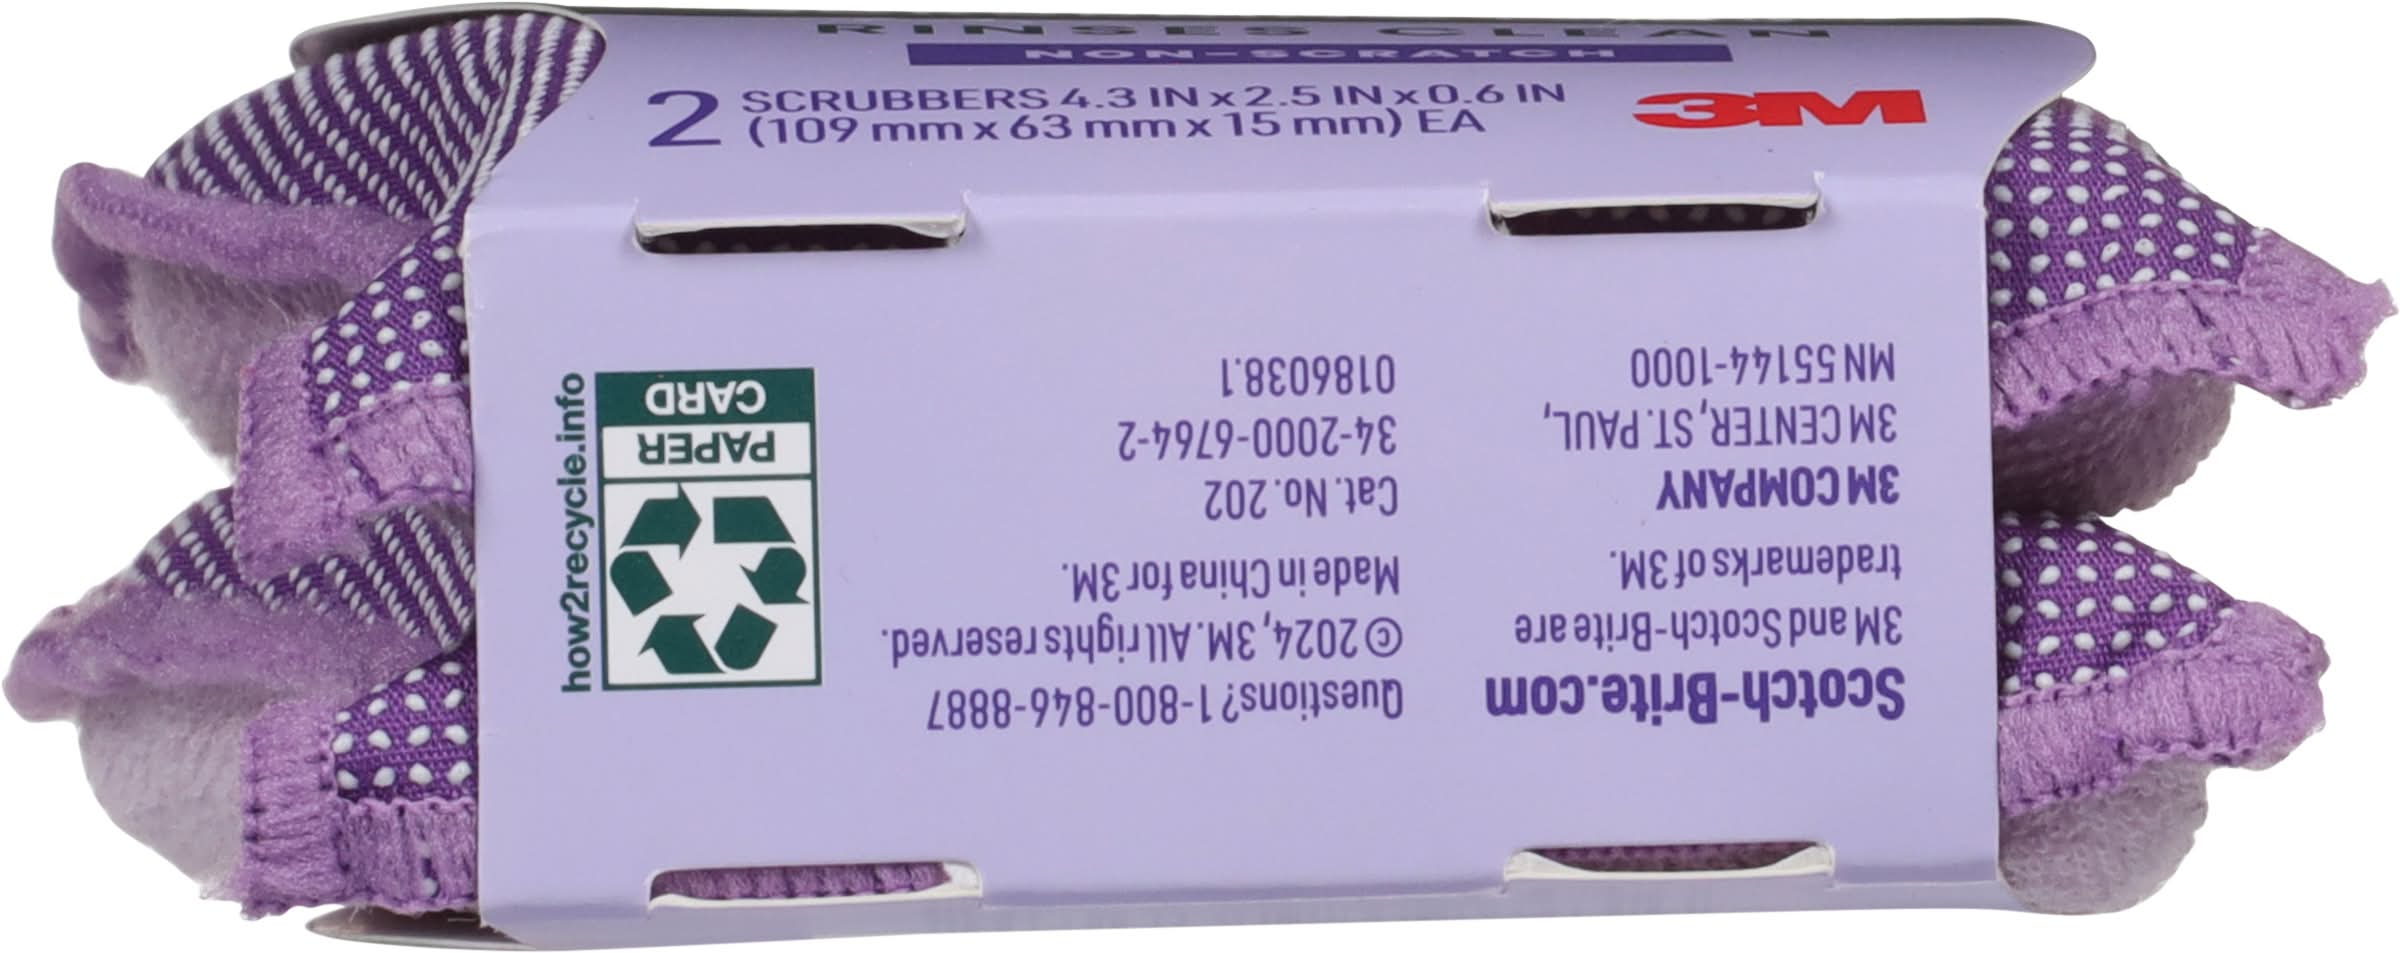 RINSES CLEAN
NON-SCRATCH
2 SCRUBBERS 4.3 IN x 2.5 IN x 0.6 IN
(109 mm x 63 mm x 15 mm) EA
3M
Scotch-Brite.com
3M and Scotch-Brite are
trademarks of 3M.
3M COMPANY
3M CENTER, ST. PAUL,
MN 55144-1000
Questions? 1-800-846-8887
© 2024, 3M. All rights reserved.
Made in China for 3M.
Cat. No. 202
34-2000-6764-2
0186038.1
PAPER
CARD
how2recycle.info